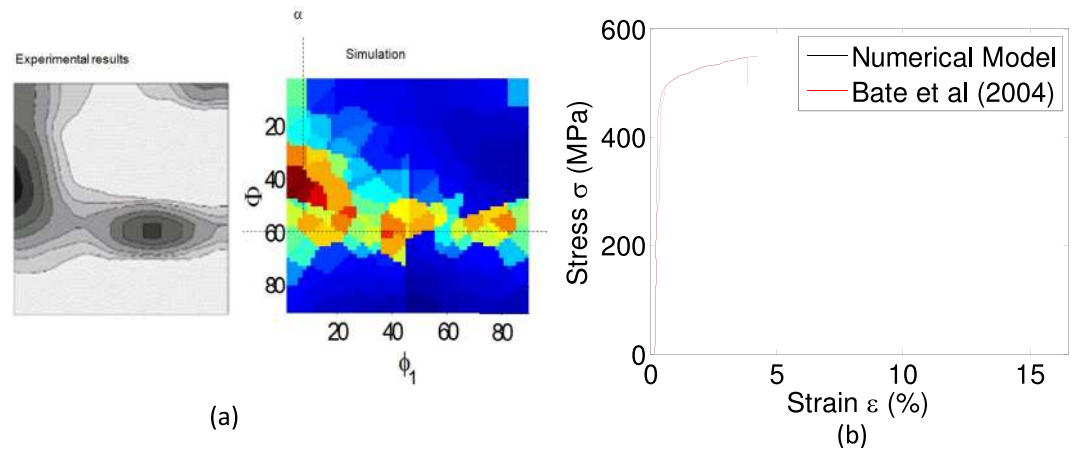 α
Experimental results
Simulation
20
40
60
80
Φ
20 40 60 80
ϕ1
(a)
600
400
200
0
Stress σ (MPa)
Numerical Model
Bate et al (2004)
0 5 10 15
Strain ε (%)
(b)